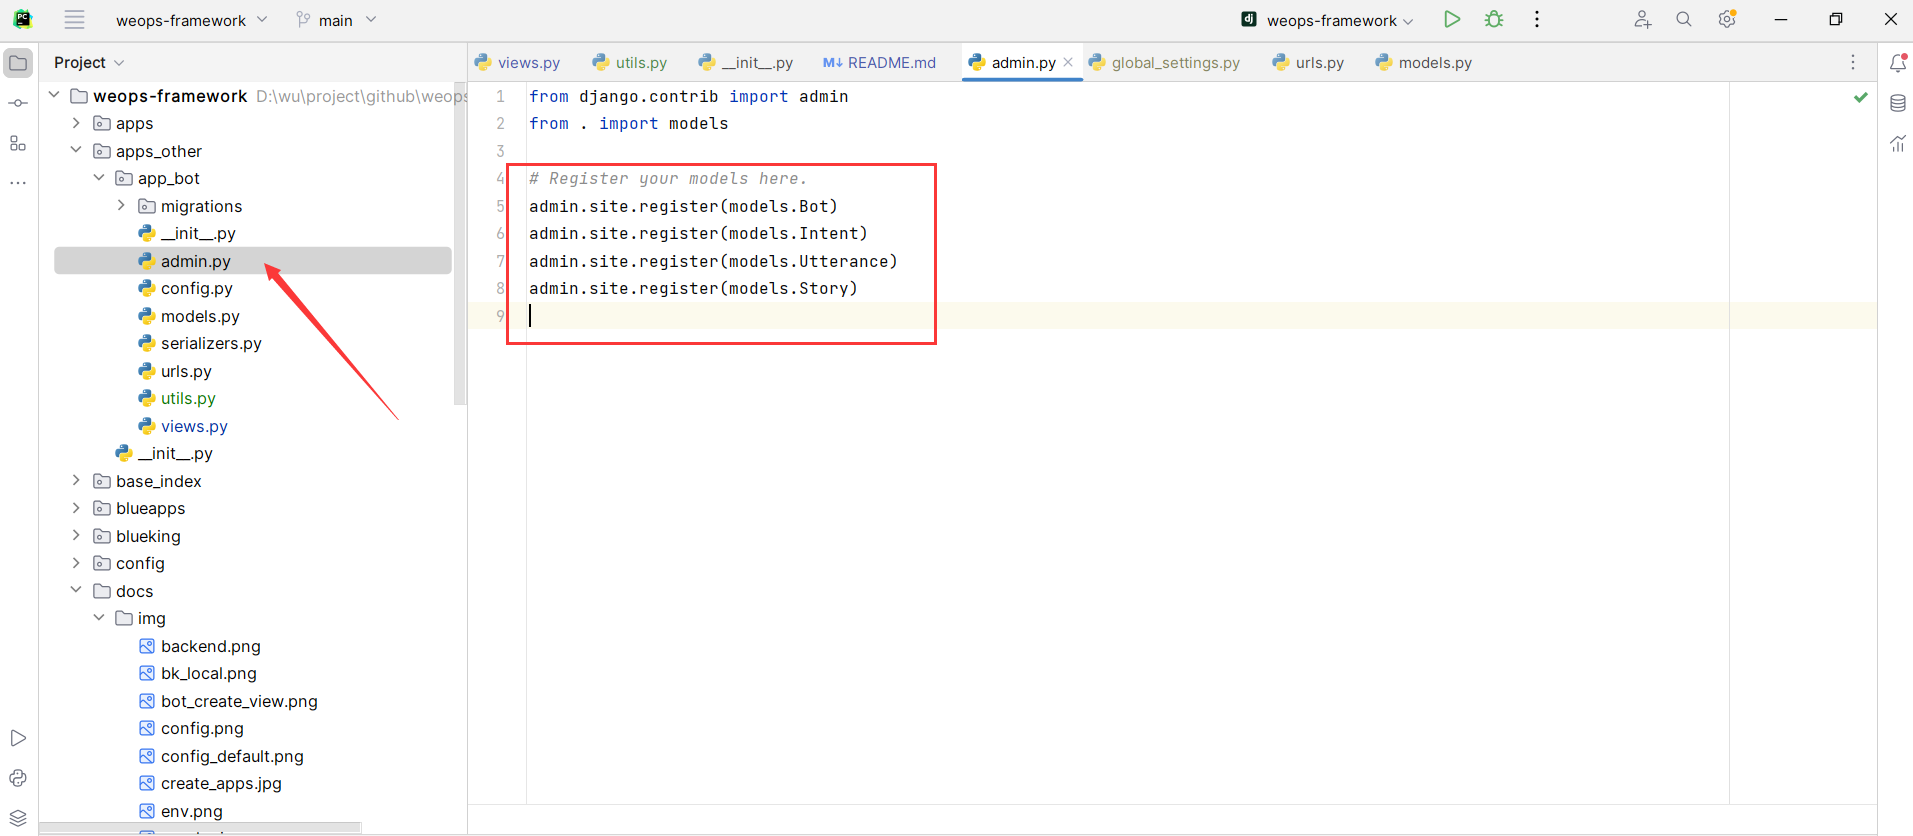 PC
weops-framework
main
dj
weops-framework
Project
views.py
utils.py
__init__.py
M↓ README.md
admin.py
global_settings.py
urls.py
models.py
weops-framework D:\wu\project\github\weops
apps
apps_other
app_bot
migrations
__init__.py
admin.py
config.py
models.py
serializers.py
urls.py
utils.py
views.py
__init__.py
base_index
blueapps
blueking
config
docs
img
backend.png
bk_local.png
bot_create_view.png
config.png
config_default.png
create_apps.jpg
env.png
1 from django.contrib import admin
2 from . import models
3
4 # Register your models here.
5 admin.site.register(models.Bot)
6 admin.site.register(models.Intent)
7 admin.site.register(models.Utterance)
8 admin.site.register(models.Story)
9